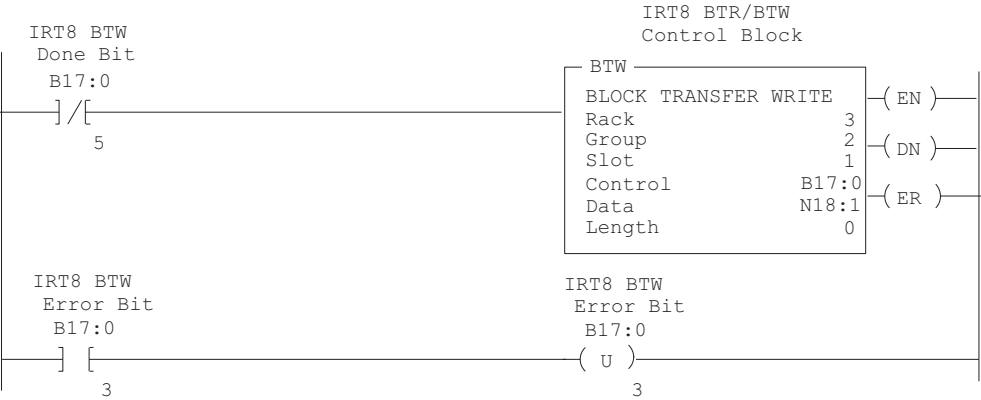 IRT8 BTR/BTW
Control Block
IRT8 BTW
Done Bit
B17:0
5
BTW
BLOCK TRANSFER WRITE
Rack 3
Group 2
Slot 1
Control B17:0
Data N18:1
Length 0
EN
DN
ER
IRT8 BTW
Error Bit
B17:0
3
IRT8 BTW
Error Bit
B17:0
U
3